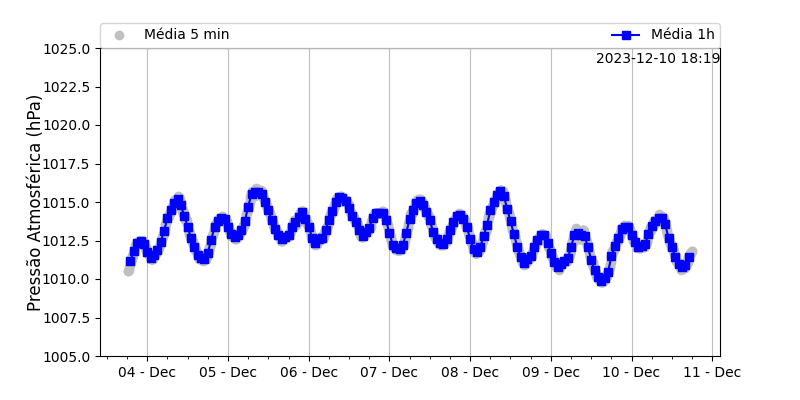 Média 5 min
Média 1h
2023-12-10 18:19
Pressão Atmosférica (hPa)
1025.0
1022.5
1020.0
1017.5
1015.0
1012.5
1010.0
1007.5
1005.0
04 - Dec 05 - Dec 06 - Dec 07 - Dec 08 - Dec 09 - Dec 10 - Dec 11 - Dec